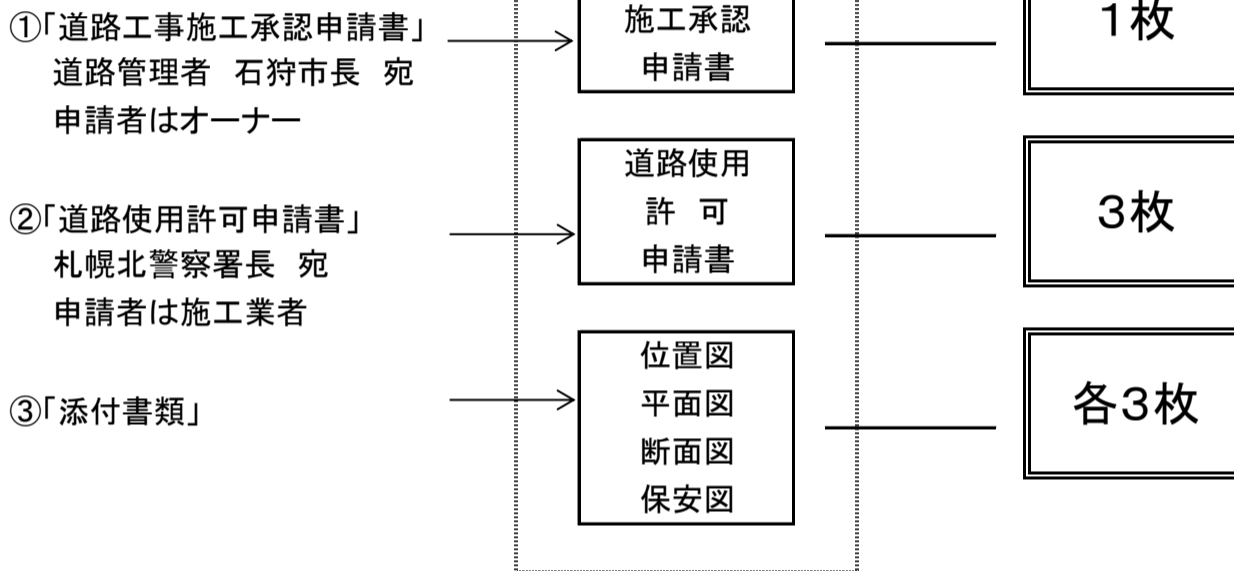 ①「道路工事施工承認申請書」
道路管理者 石狩市長 宛
申請者はオーナー
施工承認
申請書
1枚
②「道路使用許可申請書」
札幌北警察署長 宛
申請者は施工業者
道路使用
許 可
申請書
3枚
③「添付書類」
位置図
平面図
断面図
保安図
各3枚